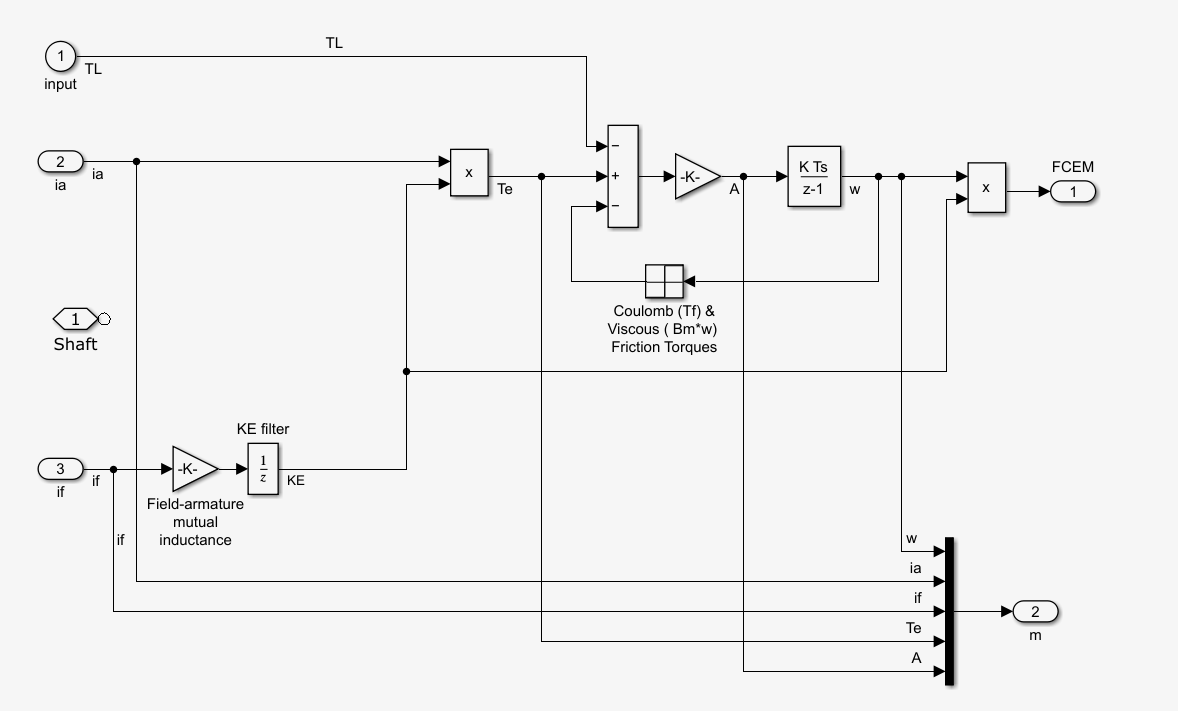 TL
1
TL
input
2
ia
ia
x
Te
−
+
−
-K-
A
K Ts
z-1
w
x
FCEM
1
Coulomb (Tf) &
Viscous ( Bm*w)
Friction Torques
1
Shaft
KE filter
3
if
if
-K-
1
z
KE
Field-armature
mutual
inductance
if
w
ia
if
Te
A
2
m